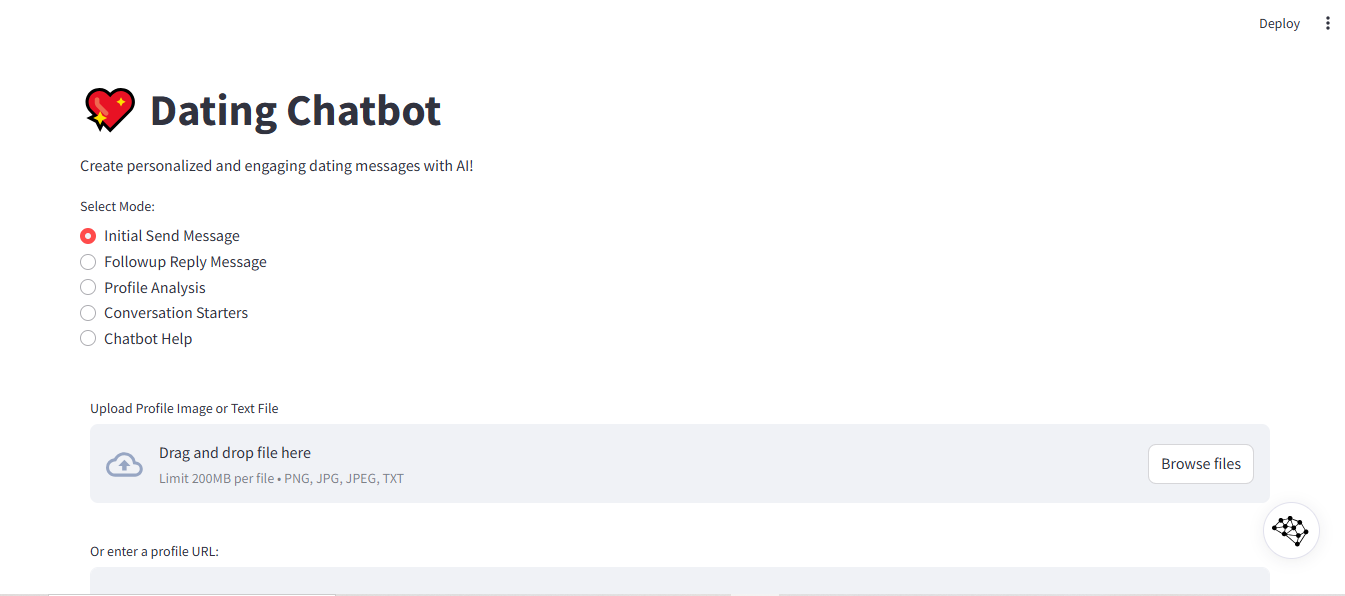 Deploy
Dating Chatbot
Create personalized and engaging dating messages with AI!
Select Mode:
Initial Send Message
Followup Reply Message
Profile Analysis
Conversation Starters
Chatbot Help
Upload Profile Image or Text File
Drag and drop file here
Limit 200MB per file • PNG, JPG, JPEG, TXT
Browse files
Or enter a profile URL: